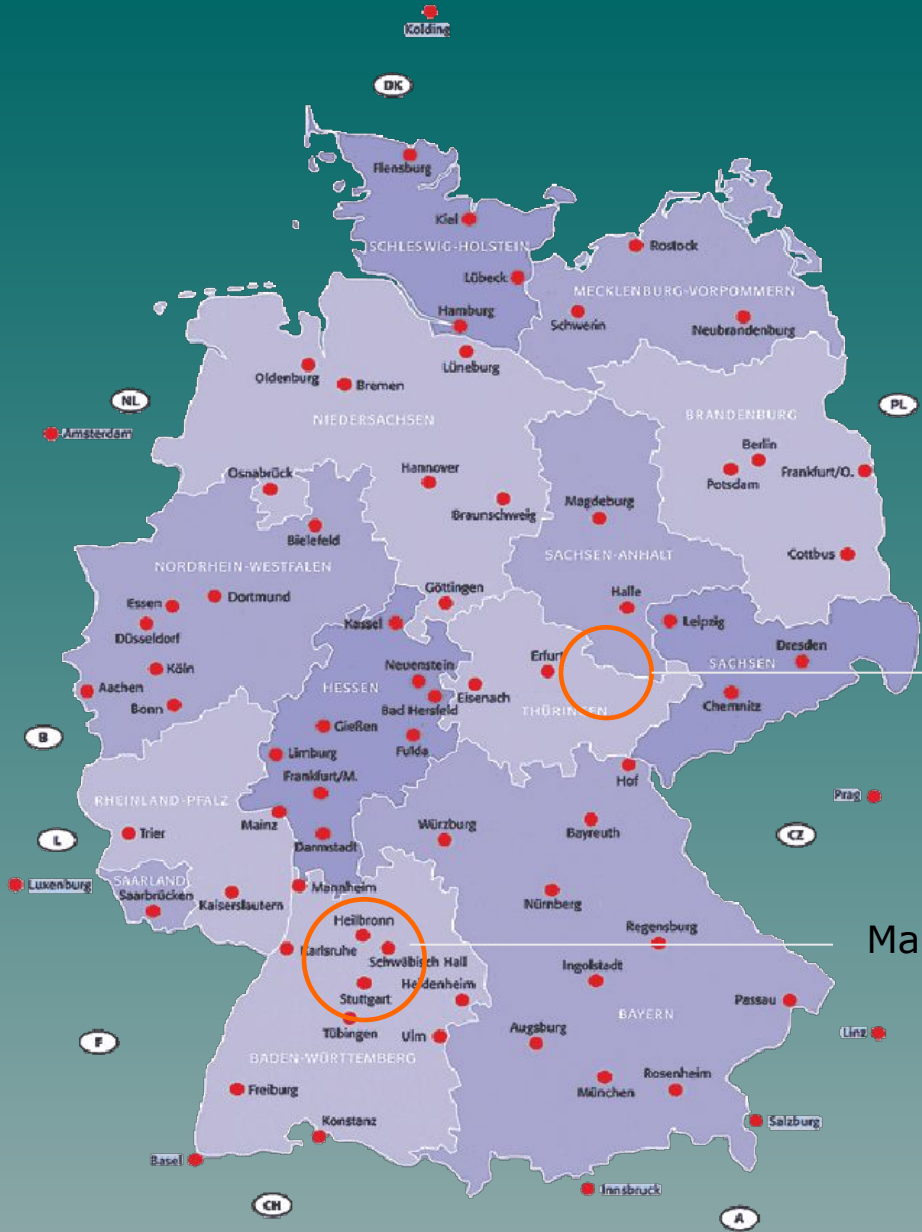 Kolding
DK
Flensburg
Kiel
SCHLESWIG-HOLSTEIN
Rostock
Lübeck
MECKLENBURG-VORPOMMERN
Hamburg
Schwerin
Neubrandenburg
Lüneburg
Oldenburg
Bremen
NL
PL
NIEDERSACHSEN
BRANDENBURG
Amsterdam
Berlin
Hannover
Osnabrück
Potsdam
Frankfurt/O.
Magdeburg
Braunschweig
Bielefeld
SACHSEN-ANHALT
Cottbus
NORDRHEIN-WESTFALEN
Göttingen
Halle
Dortmund
Essen
Kassel
Leipzig
Düsseldorf
Dresden
Erfurt
Köln
Neuenstein
SACHSEN
Aachen
HESSEN
Eisenach
Bad Hersfeld
Chemnitz
Bonn
THÜRINGEN
Gießen
B
Fulda
Limburg
Frankfurt/M.
Hof
RHEINLAND-PFALZ
Prag
Mainz
Würzburg
Bayreuth
Trier
CZ
L
Darmstadt
SAARLAND
Luxenburg
Mannheim
Saarbrücken
Kaiserslautern
Nürnberg
Heilbronn
Regensburg
Karlsruhe
Ma
Schwäbisch Hall
Ingolstadt
Heidenheim
Stuttgart
Passau
BAYERN
Tübingen
Ulm
Augsburg
Linz
F
BADEN-WÜRTTEMBERG
Rosenheim
Freiburg
München
Konstanz
Salzburg
Basel
Innsbruck
CH
A